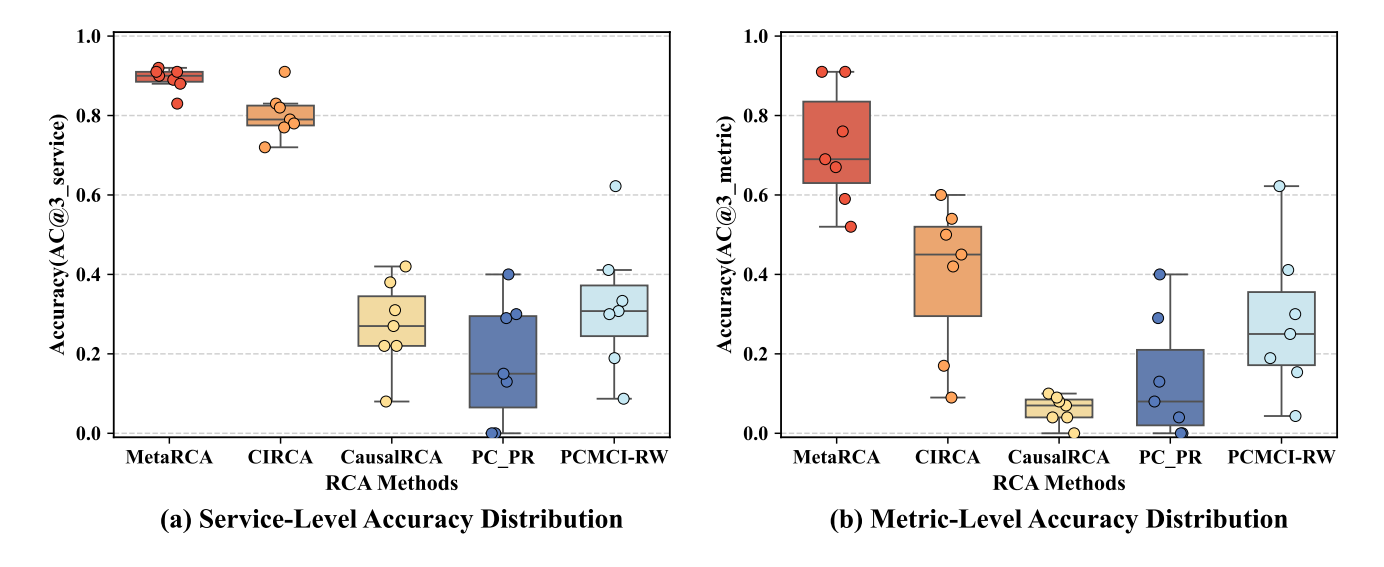 Accuracy(AC@3_service)
1.0
0.8
0.6
0.4
0.2
0.0
MetaRCA CIRCA CausalRCA PC_PR PCMCI-RW
RCA Methods
(a) Service-Level Accuracy Distribution
Accuracy(AC@3_metric)
1.0
0.8
0.6
0.4
0.2
0.0
MetaRCA CIRCA CausalRCA PC_PR PCMCI-RW
RCA Methods
(b) Metric-Level Accuracy Distribution